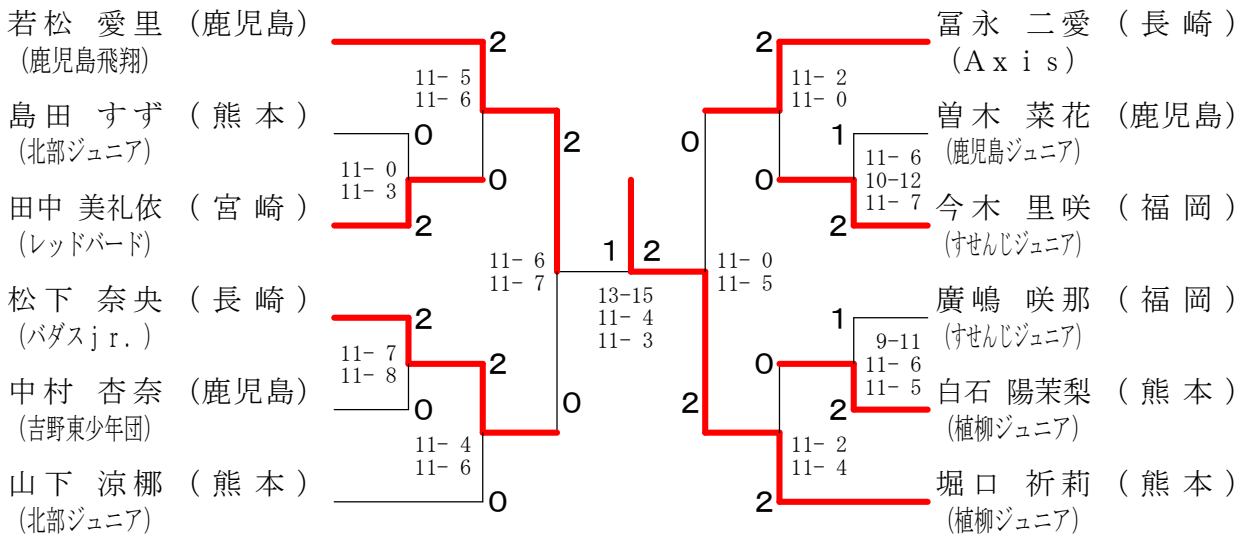 若松 愛里 (鹿児島)
(鹿児島飛翔)
島田 すず (熊本)
(北部ジュニア)
田中 美礼依 (宮崎)
(レッドバード)
松下 奈央 (長崎)
(バダスjr.)
中村 杏奈 (鹿児島)
(吉野東少年団)
山下 涼梛 (熊本)
(北部ジュニア)
2
11- 5
11- 6
0
11- 0
11- 3
0
2
2
11- 7
11- 8
2
0
11- 4
11- 6
0
2
11- 6
11- 7
0
1 2
13-15
11- 4
11- 3
0
11- 0
11- 5
2
2
11- 2
11- 0
0
1
11- 6
10-12
11- 7
2
1
9-11
11- 6
11- 5
0
2
11- 2
11- 4
2
冨永 二愛 (長崎)
(Axis)
曽木 菜花 (鹿児島)
(鹿児島ジュニア)
今木 里咲 (福岡)
(すせんじジュニア)
廣嶋 咲那 (福岡)
(すせんじジュニア)
白石 陽茉梨 (熊本)
(植柳ジュニア)
堀口 祈莉 (熊本)
(植柳ジュニア)